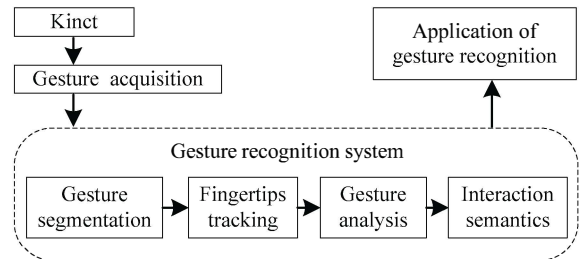 Kinct
Gesture acquisition
Application of
gesture recognition
Gesture recognition system
Gesture
segmentation
Fingertips
tracking
Gesture
analysis
Interaction
semantics